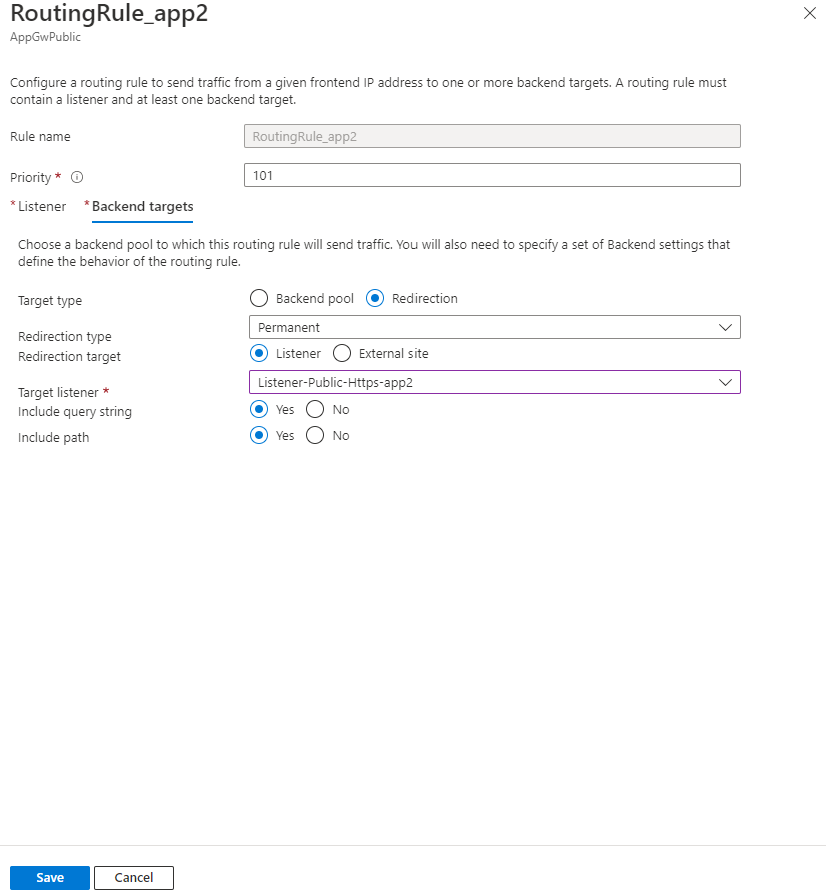 RoutingRule_app2
AppGwPublic
Configure a routing rule to send traffic from a given frontend IP address to one or more backend targets. A routing rule must
contain a listener and at least one backend target.
Rule name
RoutingRule_app2
Priority *
101
* Listener * Backend targets
Choose a backend pool to which this routing rule will send traffic. You will also need to specify a set of Backend settings that
define the behavior of the routing rule.
Target type
Backend pool Redirection
Redirection type
Permanent
Redirection target
Listener External site
Target listener *
Listener-Public-Https-app2
Include query string
Yes No
Include path
Yes No
Save Cancel